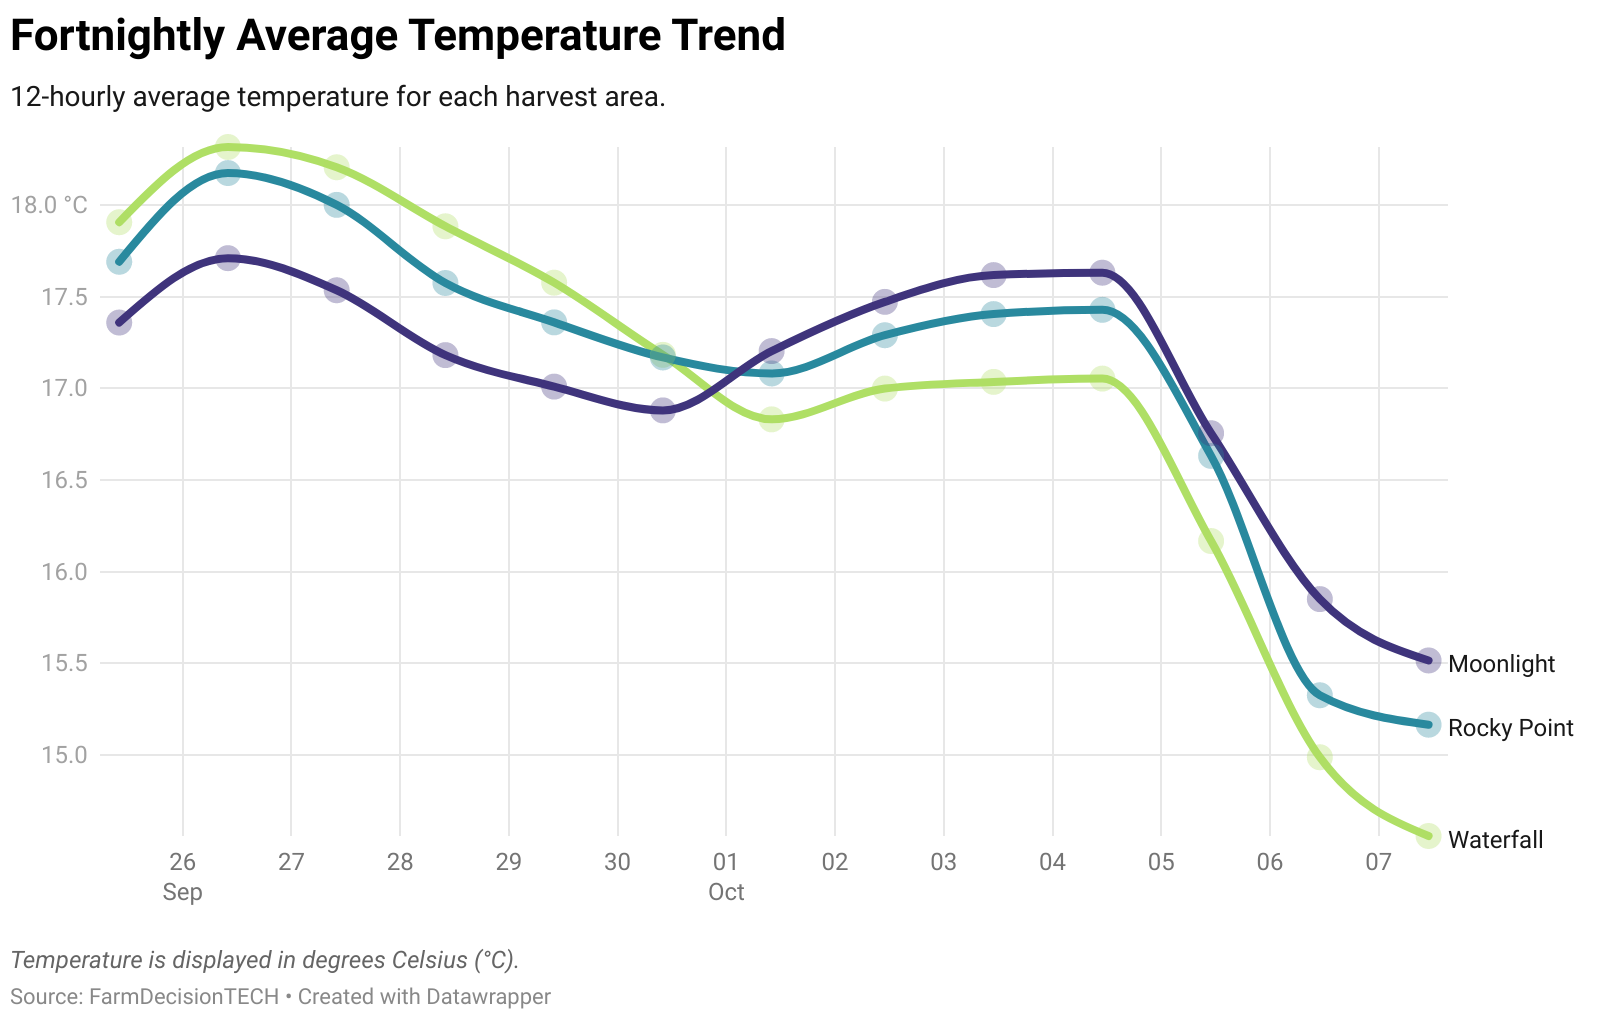 Fortnightly Average Temperature Trend
12-hourly average temperature for each harvest area.
18.0 °C
17.5
17.0
16.5
16.0
15.5
15.0
Moonlight
Rocky Point
Waterfall
26 27 28 29 30 01 02 03 04 05 06 07
Sep Oct
Temperature is displayed in degrees Celsius (°C).
Source: FarmDecisionTECH • Created with Datawrapper